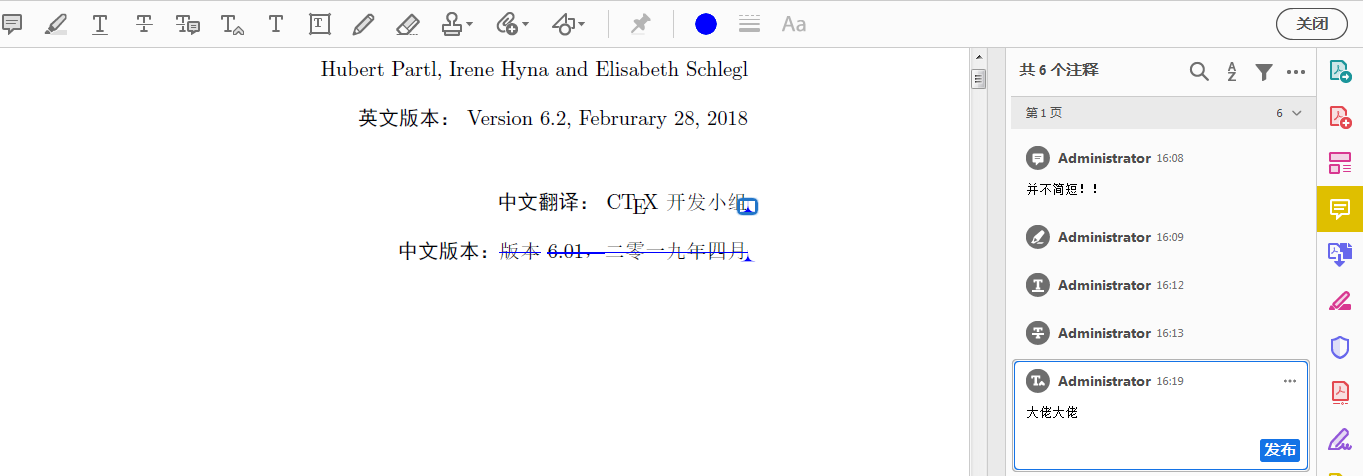 Aa
关闭
Hubert Partl, Irene Hyna and Elisabeth Schlegl
英文版本： Version 6.2, Februrary 28, 2018
中文翻译： CTEX 开发小组
中文版本：版本 6.01，二零一九年四月
共 6 个注释
第 1 页 6
Administrator 16:08
并不简短！！
Administrator 16:09
Administrator 16:12
Administrator 16:13
Administrator 16:19
大佬大佬
发布